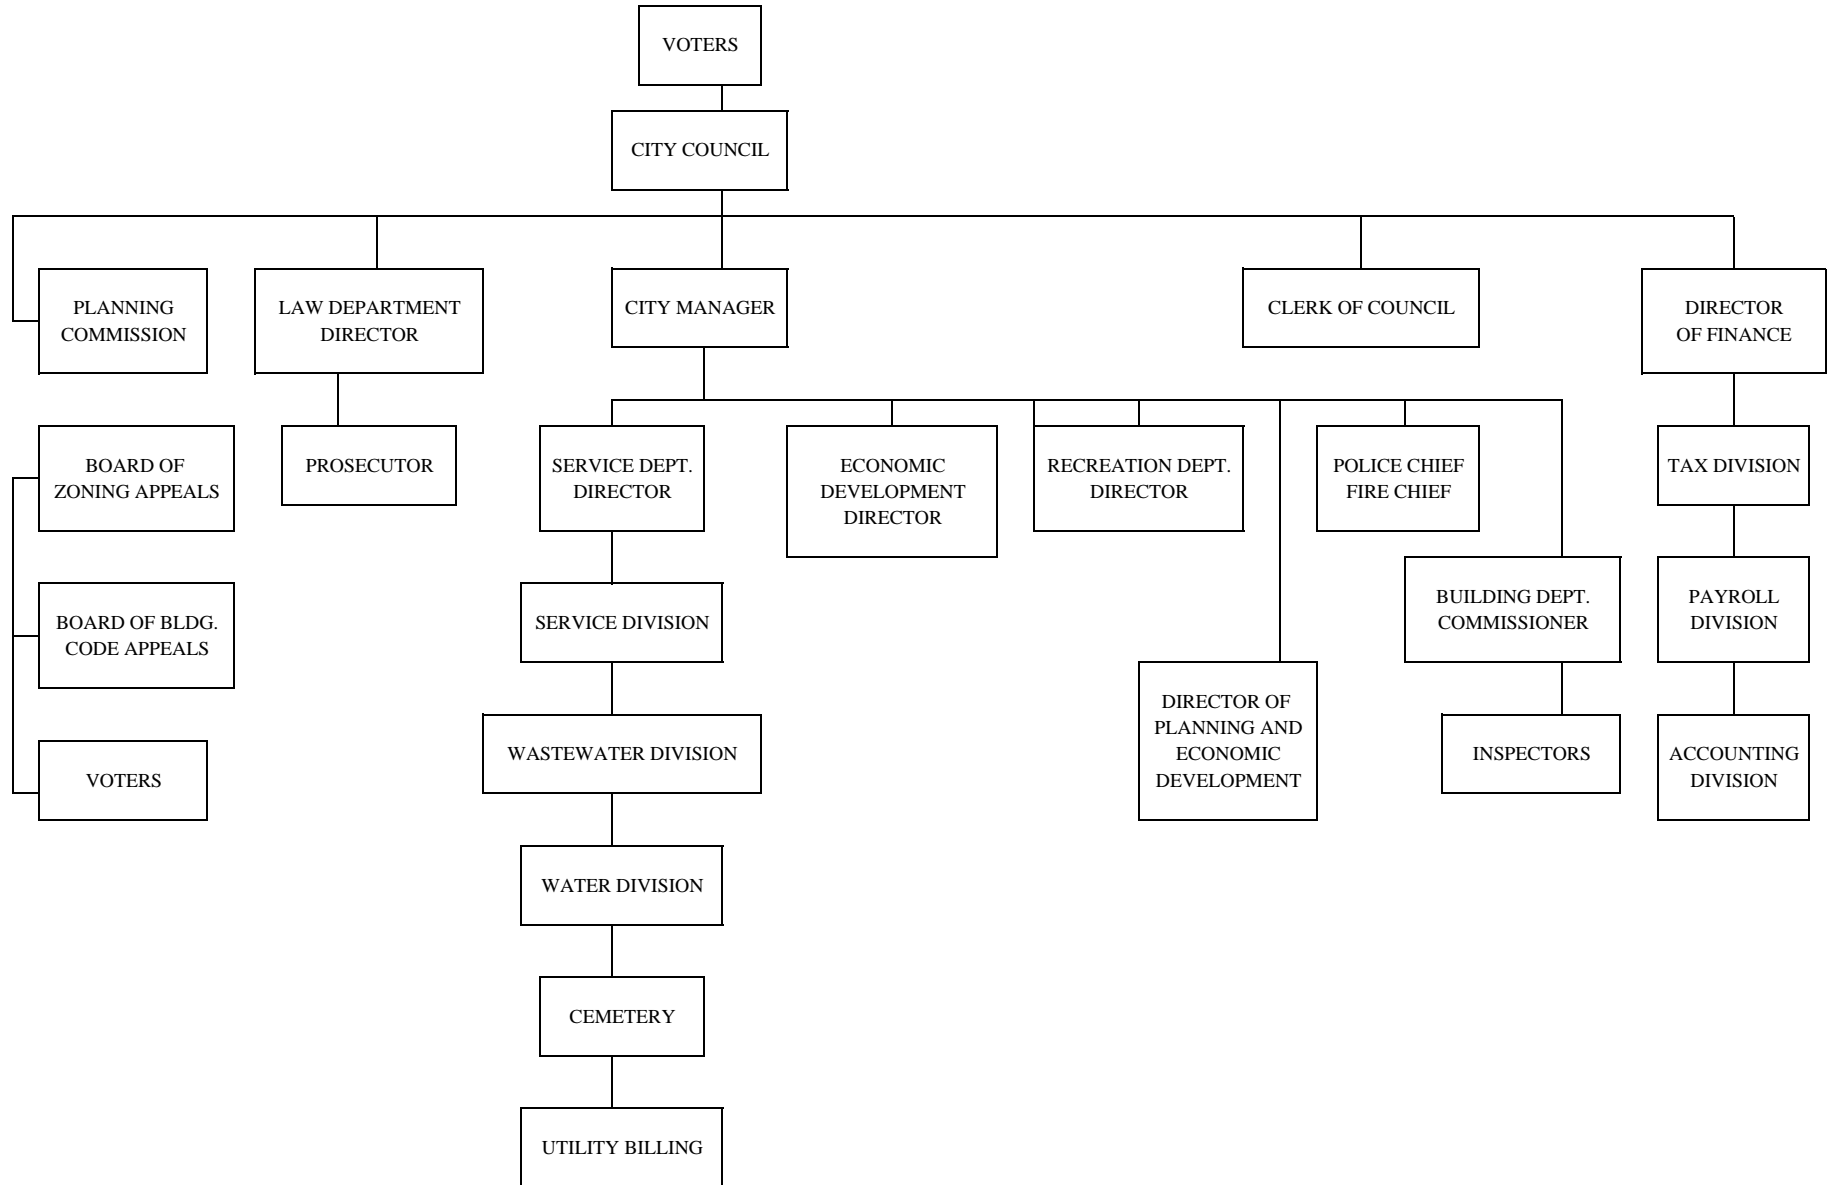 VOTERS
CITY COUNCIL
PLANNING
COMMISSION
LAW DEPARTMENT
DIRECTOR
CITY MANAGER
CLERK OF COUNCIL
DIRECTOR
OF FINANCE
BOARD OF
ZONING APPEALS
PROSECUTOR
SERVICE DEPT.
DIRECTOR
ECONOMIC
DEVELOPMENT
DIRECTOR
RECREATION DEPT.
DIRECTOR
POLICE CHIEF
FIRE CHIEF
TAX DIVISION
BOARD OF BLDG.
CODE APPEALS
SERVICE DIVISION
BUILDING DEPT.
COMMISSIONER
PAYROLL
DIVISION
VOTERS
WASTEWATER DIVISION
DIRECTOR OF
PLANNING AND
ECONOMIC
DEVELOPMENT
INSPECTORS
ACCOUNTING
DIVISION
WATER DIVISION
CEMETERY
UTILITY BILLING